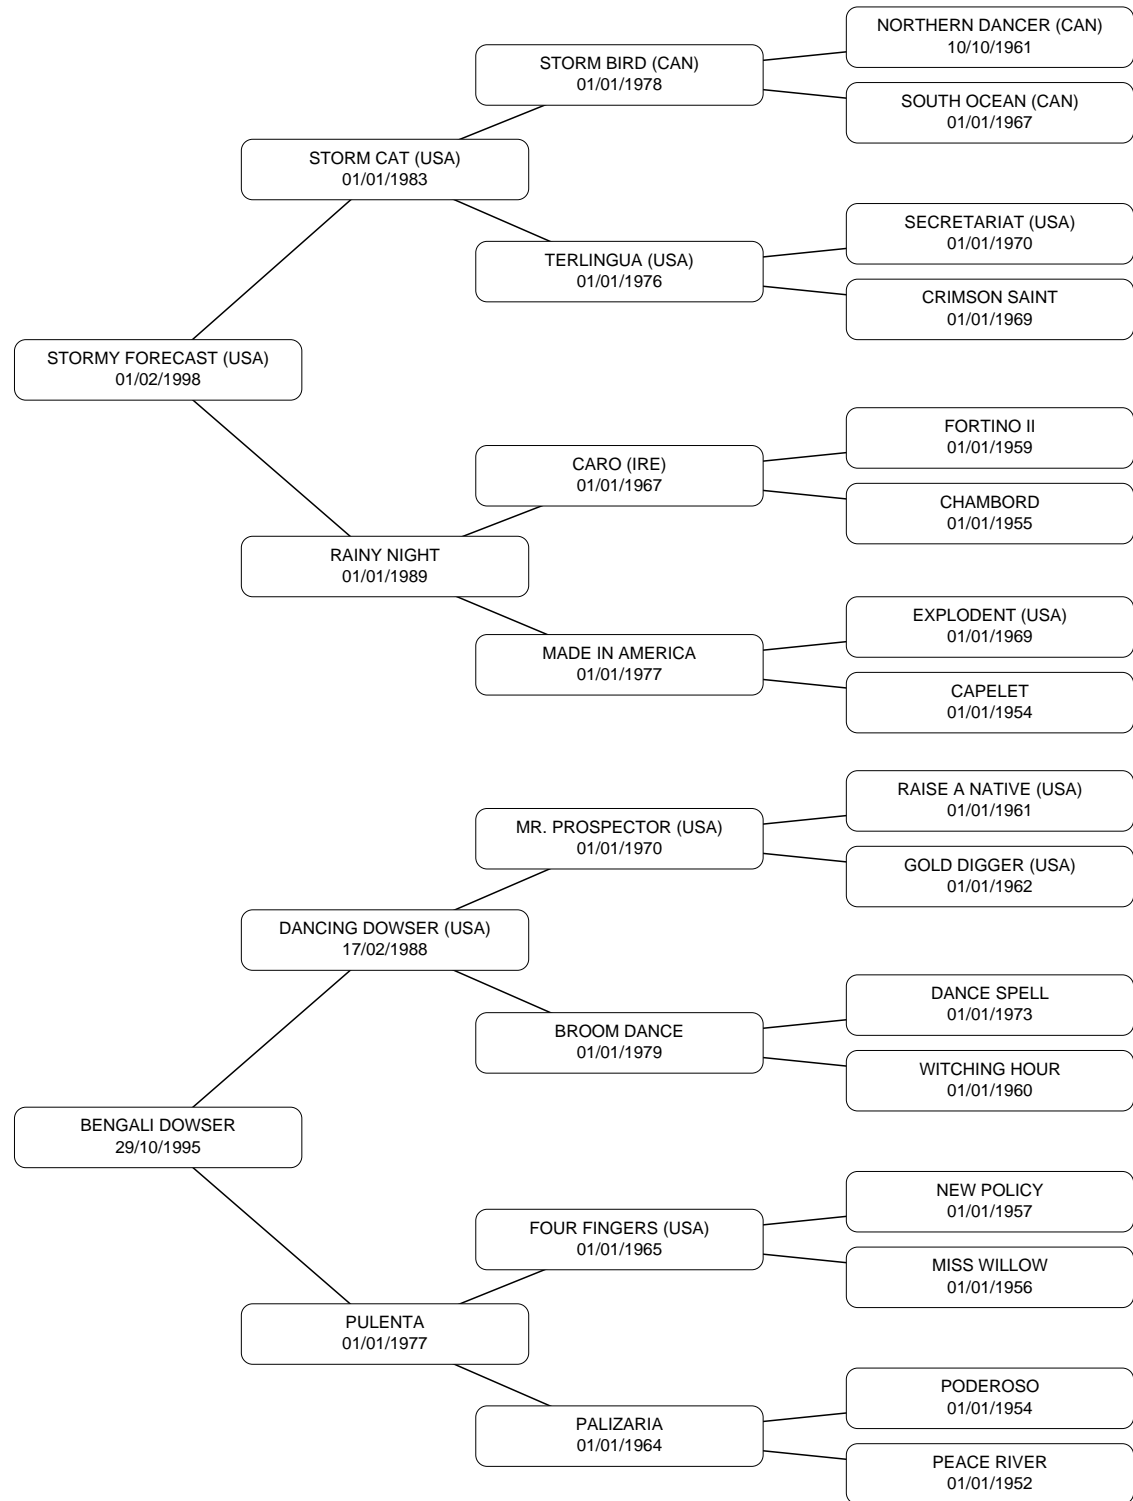 NORTHERN DANCER (CAN)
10/10/1961
STORM BIRD (CAN)
01/01/1978
SOUTH OCEAN (CAN)
01/01/1967
STORM CAT (USA)
01/01/1983
SECRETARIAT (USA)
01/01/1970
TERLINGUA (USA)
01/01/1976
CRIMSON SAINT
01/01/1969
STORMY FORECAST (USA)
01/02/1998
FORTINO II
01/01/1959
CARO (IRE)
01/01/1967
CHAMBORD
01/01/1955
RAINY NIGHT
01/01/1989
EXPLODENT (USA)
01/01/1969
MADE IN AMERICA
01/01/1977
CAPELET
01/01/1954
RAISE A NATIVE (USA)
01/01/1961
MR. PROSPECTOR (USA)
01/01/1970
GOLD DIGGER (USA)
01/01/1962
DANCING DOWSER (USA)
17/02/1988
DANCE SPELL
01/01/1973
BROOM DANCE
01/01/1979
WITCHING HOUR
01/01/1960
BENGALI DOWSER
29/10/1995
NEW POLICY
01/01/1957
FOUR FINGERS (USA)
01/01/1965
MISS WILLOW
01/01/1956
PULENTA
01/01/1977
PODEROSO
01/01/1954
PALIZARIA
01/01/1964
PEACE RIVER
01/01/1952